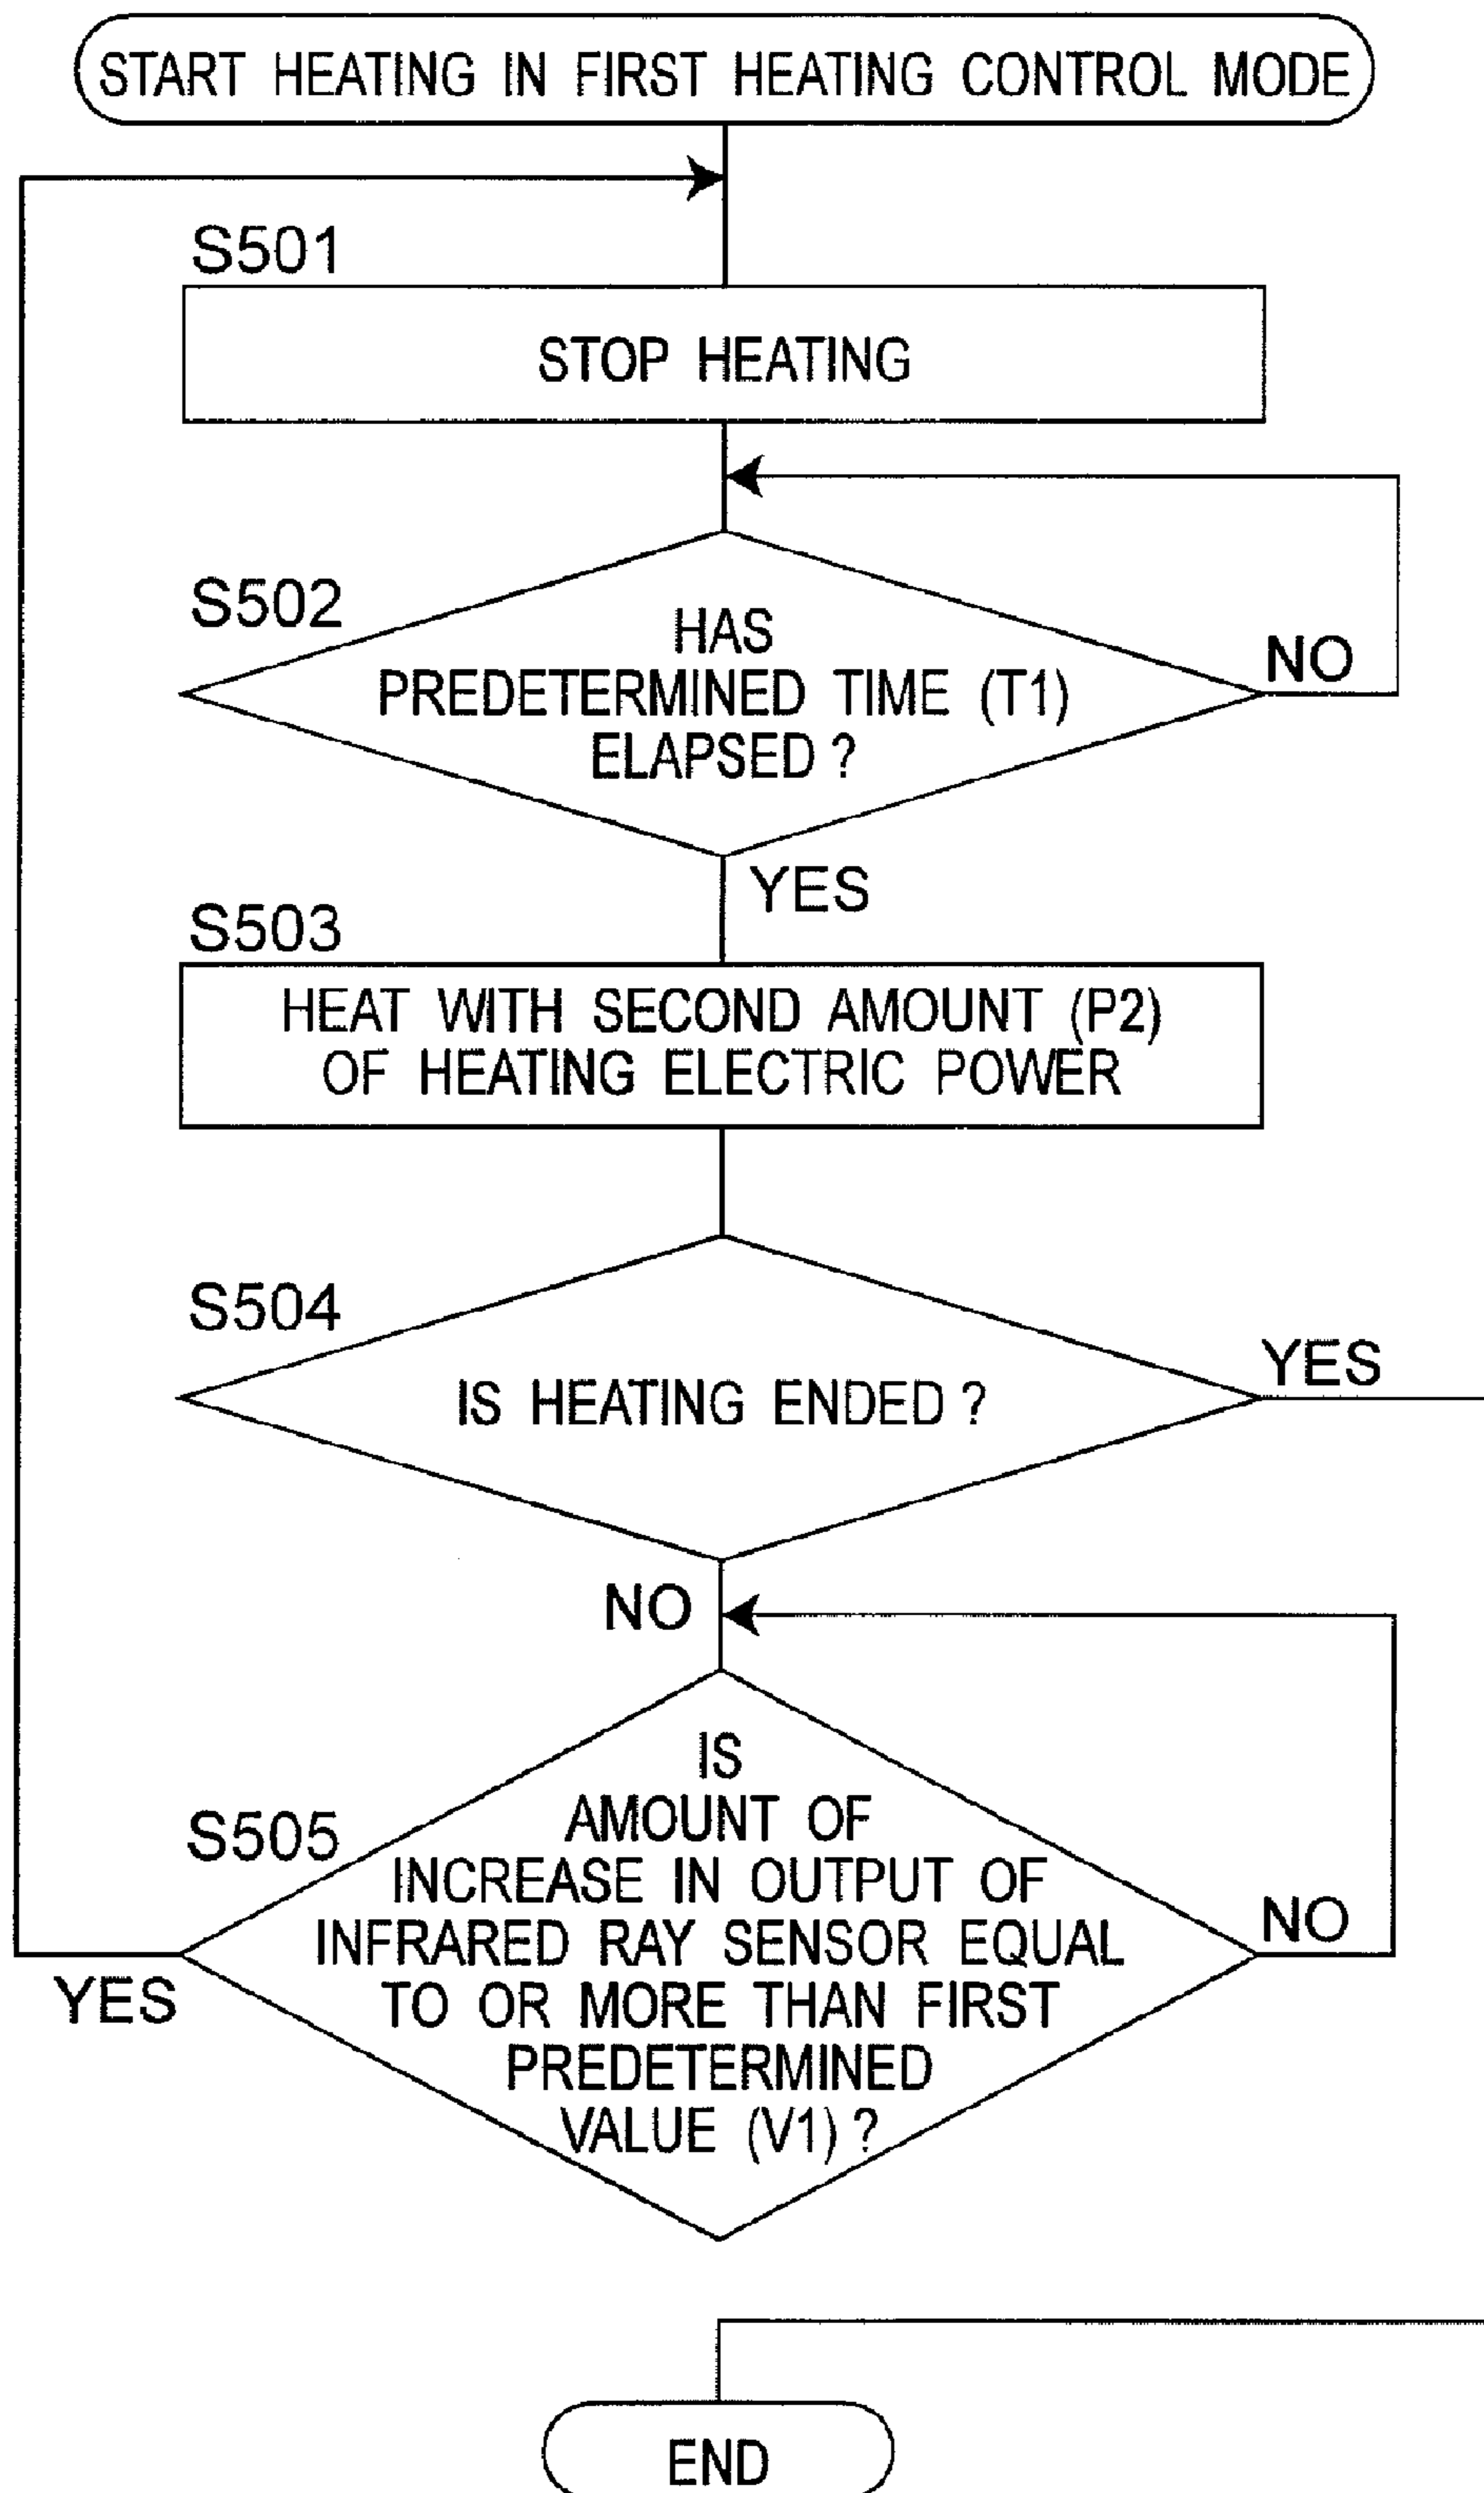 START HEATING IN FIRST HEATING CONTROL MODE
S501
STOP HEATING
S502
HAS
PREDETERMINED TIME (T1)
ELAPSED ?
NO
YES
S503
HEAT WITH SECOND AMOUNT (P2)
OF HEATING ELECTRIC POWER
S504
IS HEATING ENDED ?
YES
NO
S505
IS
AMOUNT OF
INCREASE IN OUTPUT OF
INFRARED RAY SENSOR EQUAL
TO OR MORE THAN FIRST
PREDETERMINED
VALUE (V1) ?
NO
YES
END